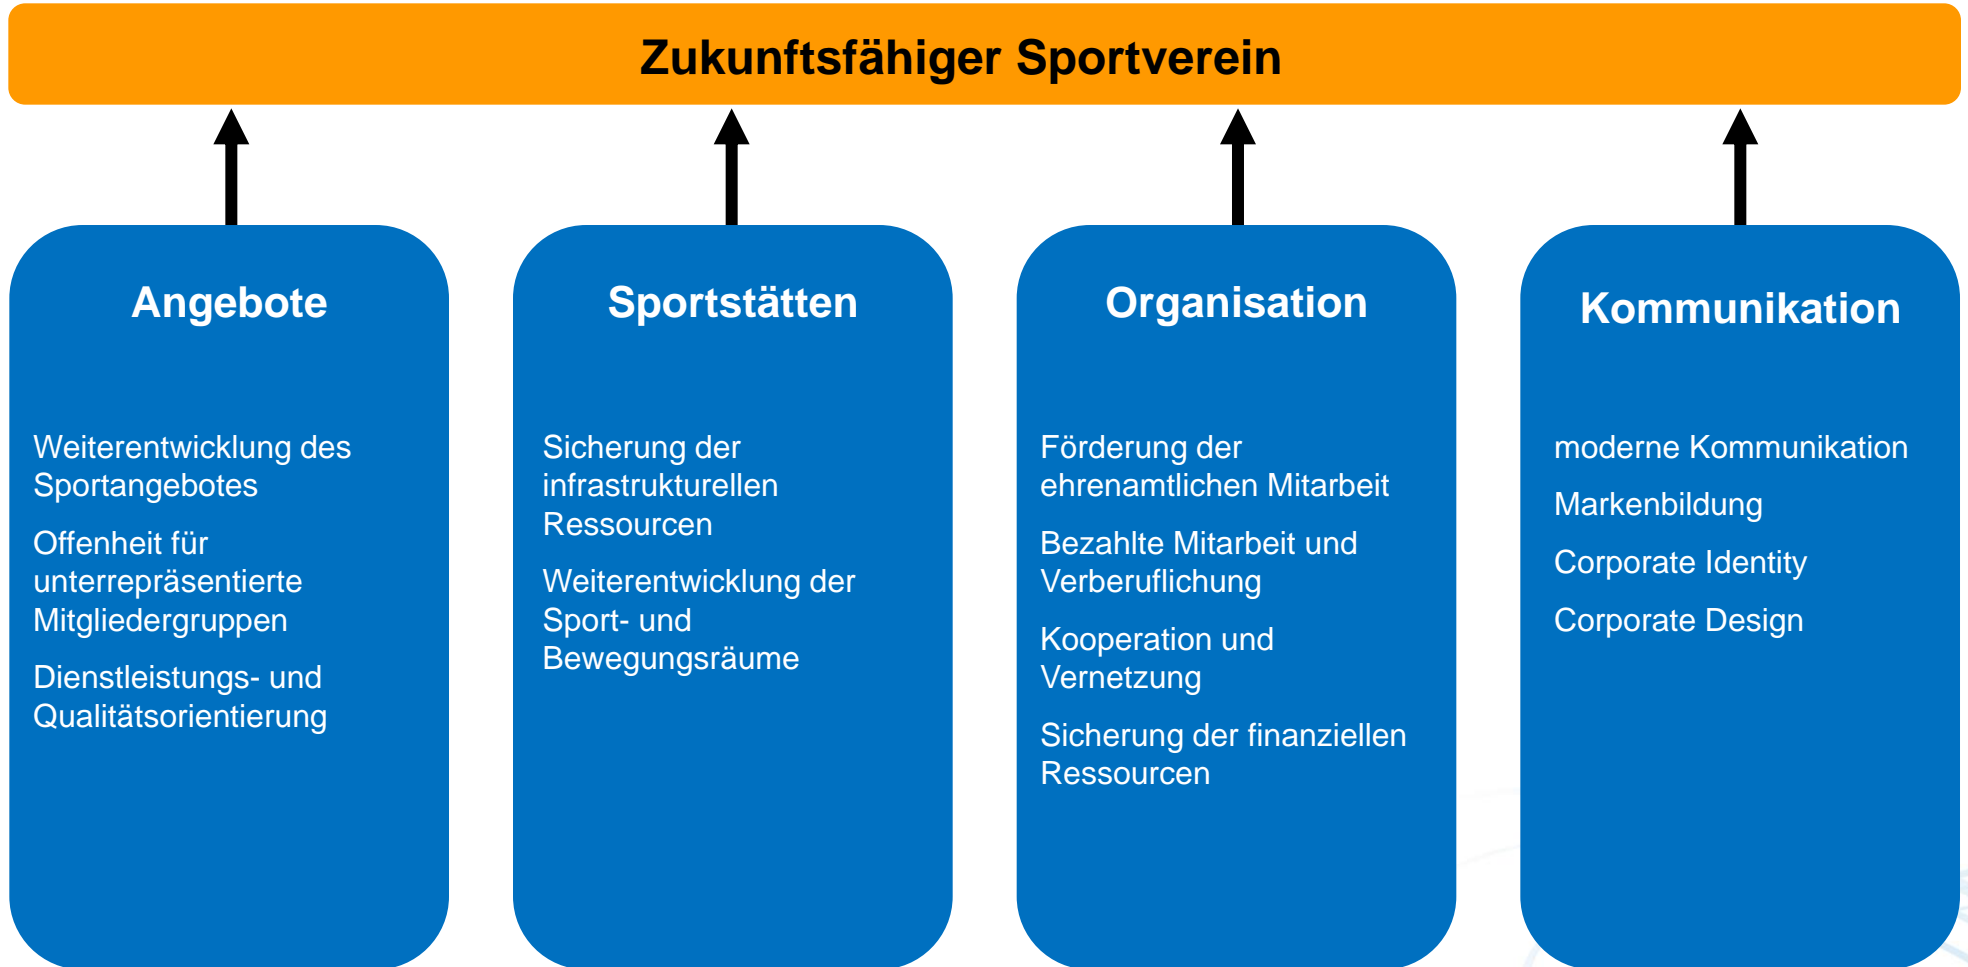 Zukunftsfähiger Sportverein
Angebote
Weiterentwicklung des
Sportangebotes
Offenheit für
unterrepräsentierte
Mitgliedergruppen
Dienstleistungs- und
Qualitätsorientierung
Sportstätten
Sicherung der
infrastrukturellen
Ressourcen
Weiterentwicklung der
Sport- und
Bewegungsräume
Organisation
Förderung der
ehrenamtlichen Mitarbeit
Bezahlte Mitarbeit und
Verberuflichung
Kooperation und
Vernetzung
Sicherung der finanziellen
Ressourcen
Kommunikation
moderne Kommunikation
Markenbildung
Corporate Identity
Corporate Design